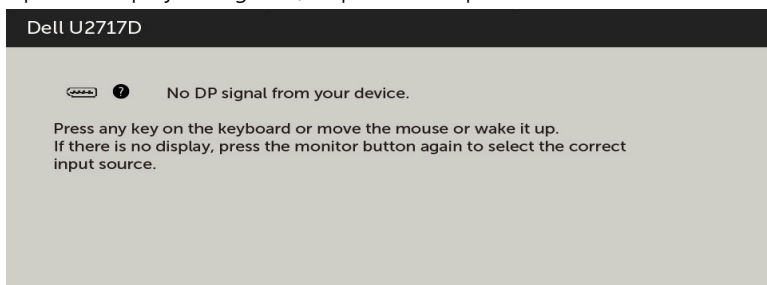 Dell U2717D
? No DP signal from your device.
Press any key on the keyboard or move the mouse or wake it up.
If there is no display, press the monitor button again to select the correct
input source.